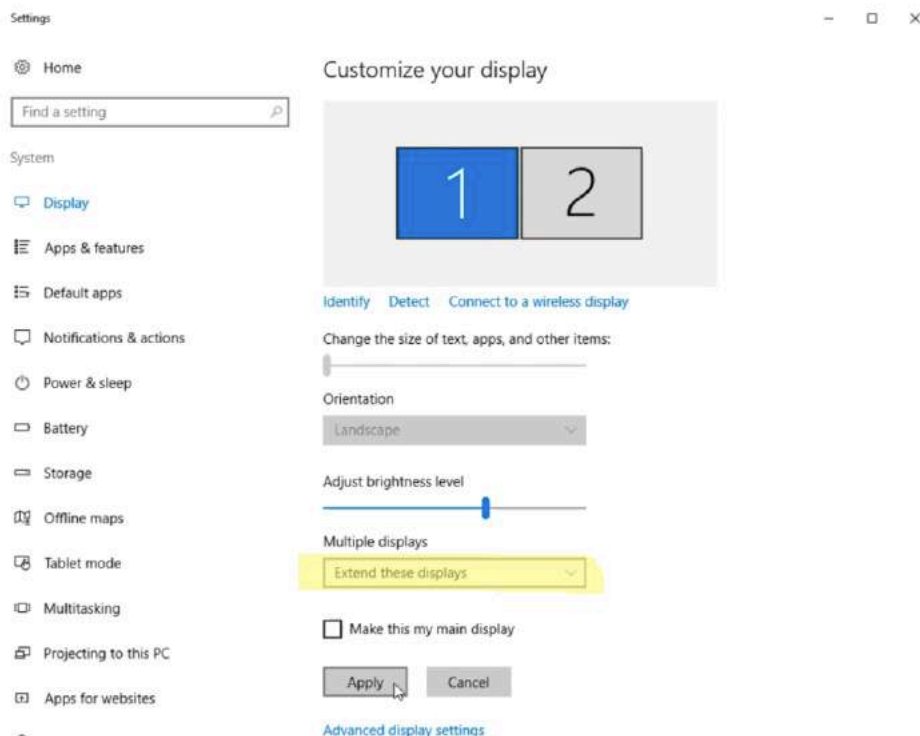 Settings
Home
Find a setting
System
Display
Apps & features
Default apps
Notifications & actions
Power & sleep
Battery
Storage
Offline maps
Tablet mode
Multitasking
Projecting to this PC
Apps for websites
Customize your display
1 2
Identify Detect Connect to a wireless display
Change the size of text, apps, and other items:
Orientation
Landscape
Adjust brightness level
Multiple displays
Extend these displays
Make this my main display
Apply Cancel
Advanced display settings